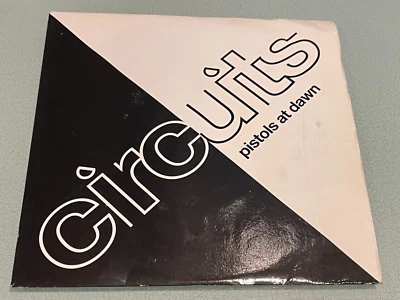 circuits
pistols at dawn